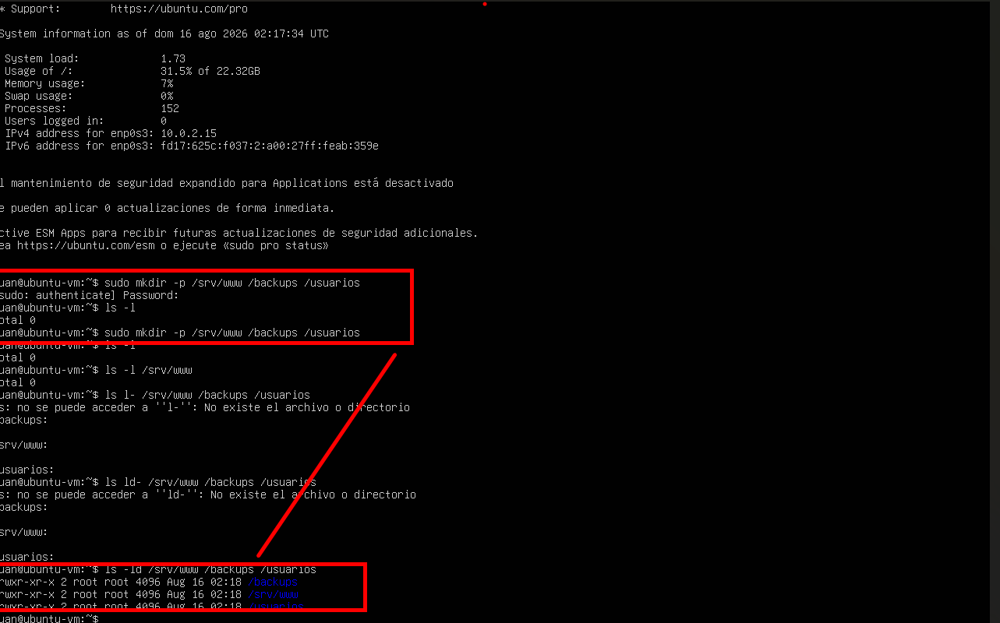 * Support:        https://ubuntu.com/pro
System information as of dom 16 ago 2026 02:17:34 UTC
System load:             1.73
Usage of /:              31.5% of 22.32GB
Memory usage:            7%
Swap usage:              0%
Processes:               152
Users logged in:         0
IPv4 address for enp0s3: 10.0.2.15
IPv6 address for enp0s3: fd17:625c:f037:2:a00:27ff:feab:359e
l mantenimiento de seguridad expandido para Applications está desactivado
e pueden aplicar 0 actualizaciones de forma inmediata.
ctive ESM Apps para recibir futuras actualizaciones de seguridad adicionales.
ea https://ubuntu.com/esm o ejecute «sudo pro status»
uan@ubuntu-vm:~$ sudo mkdir -p /srv/www /backups /usuarios
sudo: authenticate] Password:
uan@ubuntu-vm:~$ ls -l
otal 0
uan@ubuntu-vm:~$ sudo mkdir -p /srv/www /backups /usuarios
uan@ubuntu-vm:~$ ls -l
otal 0
uan@ubuntu-vm:~$ ls -l /srv/www
otal 0
uan@ubuntu-vm:~$ ls l- /srv/www /backups /usuarios
s: no se puede acceder a ''l-'': No existe el archivo o directorio
backups:
srv/www:
usuarios:
uan@ubuntu-vm:~$ ls ld- /srv/www /backups /usuarios
s: no se puede acceder a ''ld-'': No existe el archivo o directorio
backups:
srv/www:
usuarios:
uan@ubuntu-vm:~$ ls -ld /srv/www /backups /usuarios
rwxr-xr-x 2 root root 4096 Aug 16 02:18 /backups
rwxr-xr-x 2 root root 4096 Aug 16 02:18 /srv/www
rwxr-xr-x 2 root root 4096 Aug 16 02:18 /usuarios
uan@ubuntu-vm:~$